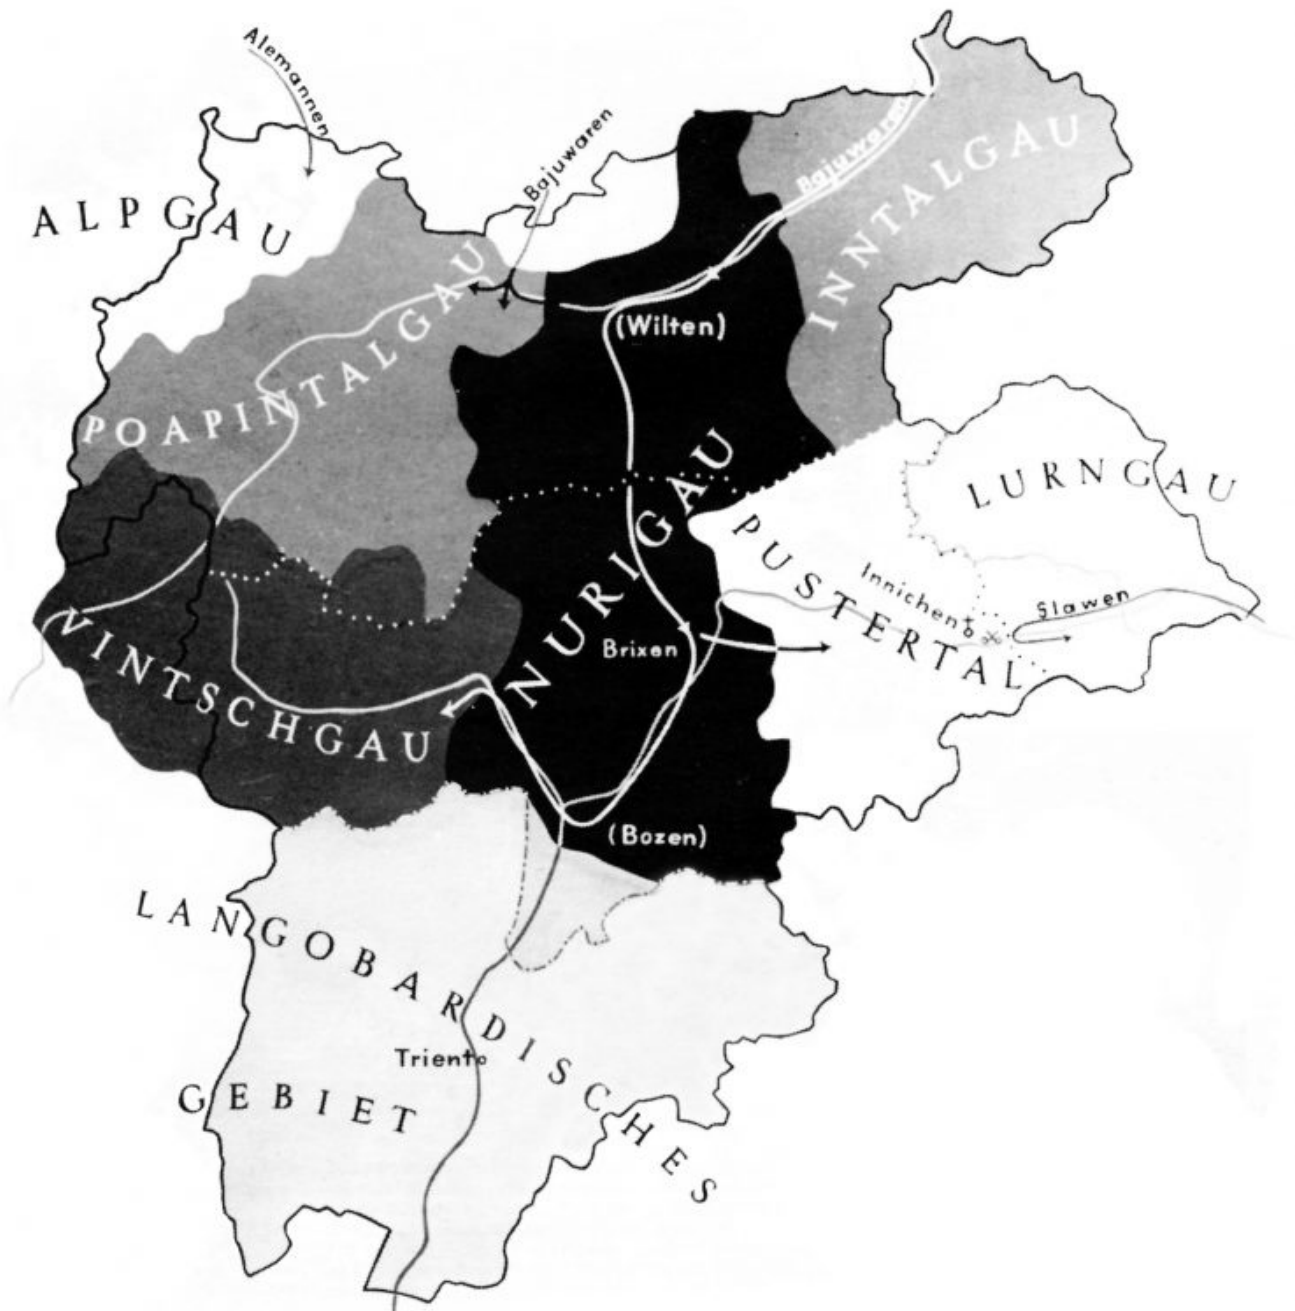 Alemannen
Bajuwaren
Bajuwaren
ALPGAU
INNTALGAU
POAPINTALGAU
(Wilten)
LURNGAU
NURIGAU
PUSTERTAL
Innichen
Slawen
Brixen
VINTSCHGAU
(Bozen)
LANGOBARDISCHES
GEBIET
Trient